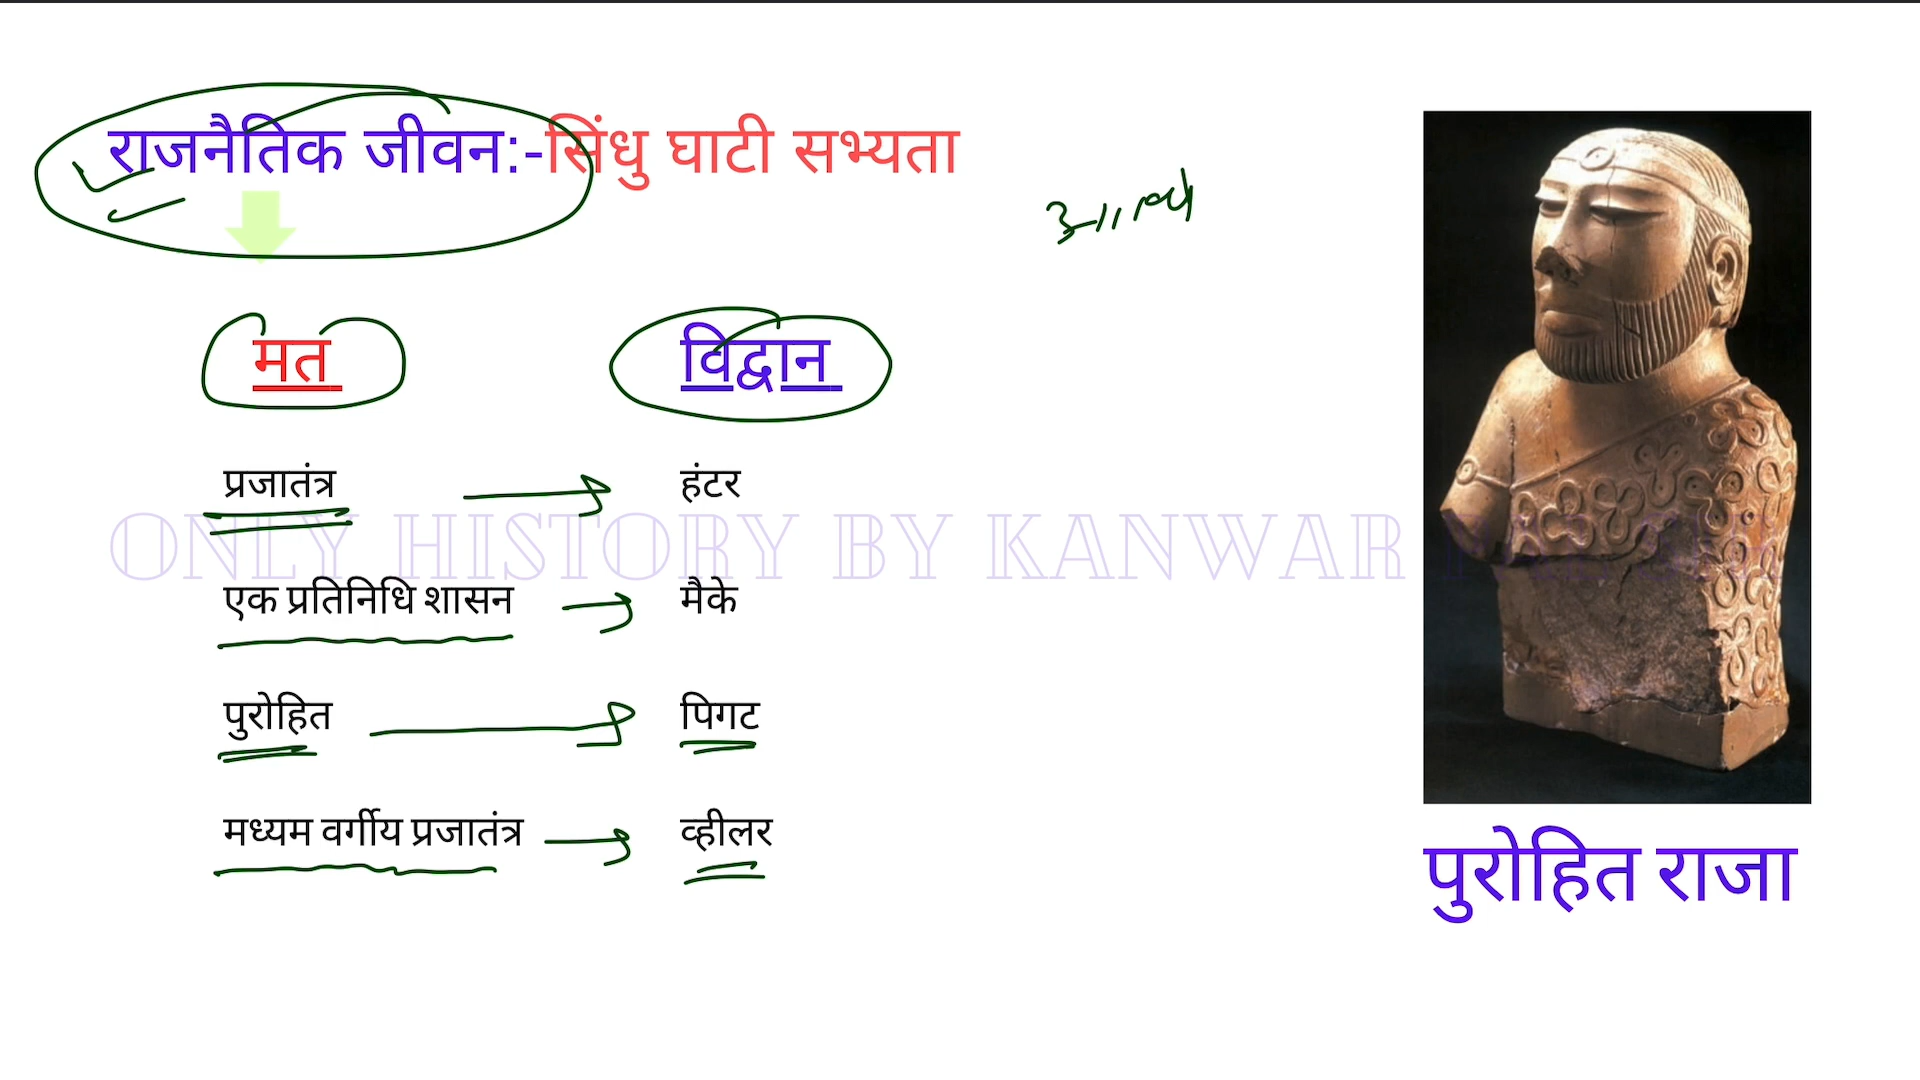 राजनैतिक जीवन:-सिंधु घाटी सभ्यता
मत विद्वान
प्रजातंत्र हंटर
ONLY HISTORY BY KANWAR
एक प्रतिनिधि शासन मैके
पुरोहित पिगट
मध्यम वर्गीय प्रजातंत्र व्हीलर
पुरोहित राजा